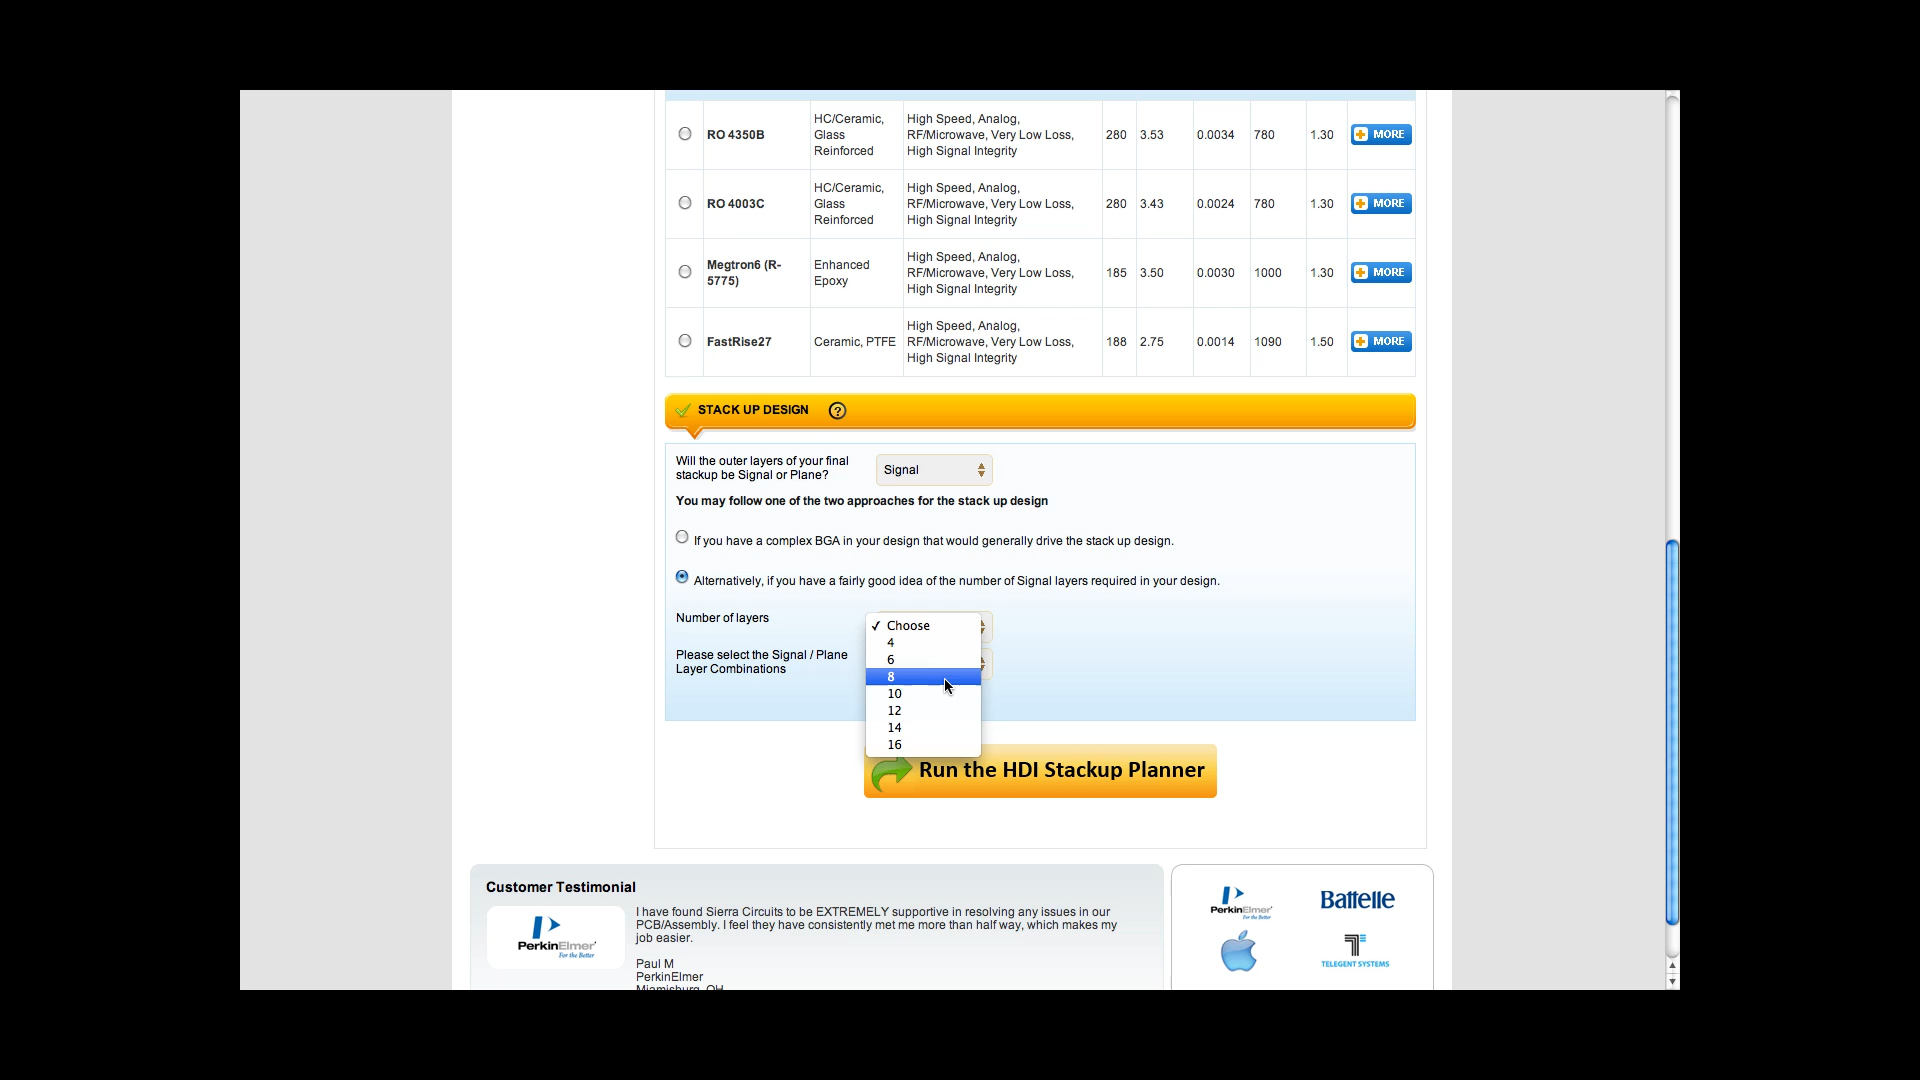 RO 4350B
HC/Ceramic,
Glass
Reinforced
High Speed, Analog,
RF/Microwave, Very Low Loss,
High Signal Integrity
280
3.53
0.0034
780
1.30
MORE
RO 4003C
HC/Ceramic,
Glass
Reinforced
High Speed, Analog,
RF/Microwave, Very Low Loss,
High Signal Integrity
280
3.43
0.0024
780
1.30
MORE
Megtron6 (R-
5775)
Enhanced
Epoxy
High Speed, Analog,
RF/Microwave, Very Low Loss,
High Signal Integrity
185
3.50
0.0030
1000
1.30
MORE
FastRise27
Ceramic, PTFE
High Speed, Analog,
RF/Microwave, Very Low Loss,
High Signal Integrity
188
2.75
0.0014
1090
1.50
MORE
STACK UP DESIGN ?
Will the outer layers of your final
stackup be Signal or Plane?
Signal
You may follow one of the two approaches for the stack up design
If you have a complex BGA in your design that would generally drive the stack up design.
Alternatively, if you have a fairly good idea of the number of Signal layers required in your design.
Number of layers
✓ Choose
4
6
8
10
12
14
16
Please select the Signal / Plane
Layer Combinations
Run the HDI Stackup Planner
Customer Testimonial
PerkinElmer
For the Better
I have found Sierra Circuits to be EXTREMELY supportive in resolving any issues in our
PCB/Assembly. I feel they have consistently met me more than half way, which makes my
job easier.
Paul M
PerkinElmer
Miamisburg, OH
PerkinElmer
For the Better
Battelle
TELEGENT SYSTEMS